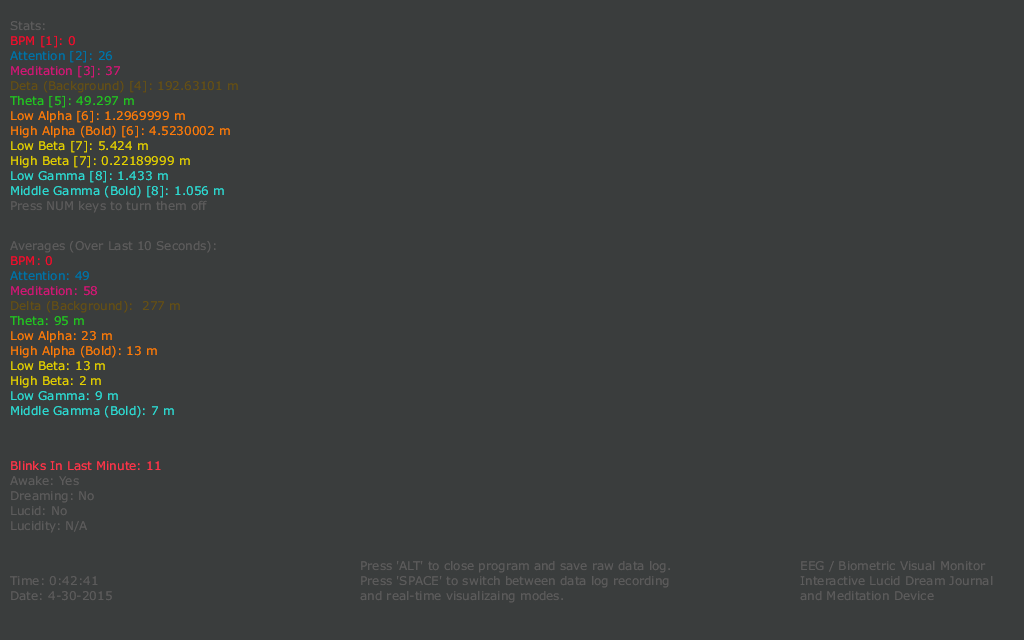 Stats:
BPM [1]: 0
Attention [2]: 26
Meditation [3]: 37
Deta (Background) [4]: 192.63101 m
Theta [5]: 49.297 m
Low Alpha [6]: 1.2969999 m
High Alpha (Bold) [6]: 4.5230002 m
Low Beta [7]: 5.424 m
High Beta [7]: 0.22189999 m
Low Gamma [8]: 1.433 m
Middle Gamma (Bold) [8]: 1.056 m
Press NUM keys to turn them off
Averages (Over Last 10 Seconds):
BPM: 0
Attention: 49
Meditation: 58
Delta (Background): 277 m
Theta: 95 m
Low Alpha: 23 m
High Alpha (Bold): 13 m
Low Beta: 13 m
High Beta: 2 m
Low Gamma: 9 m
Middle Gamma (Bold): 7 m
Blinks In Last Minute: 11
Awake: Yes
Dreaming: No
Lucid: No
Lucidity: N/A
Time: 0:42:41
Date: 4-30-2015
Press 'ALT' to close program and save raw data log.
Press 'SPACE' to switch between data log recording
and real-time visualizaing modes.
EEG / Biometric Visual Monitor
Interactive Lucid Dream Journal
and Meditation Device